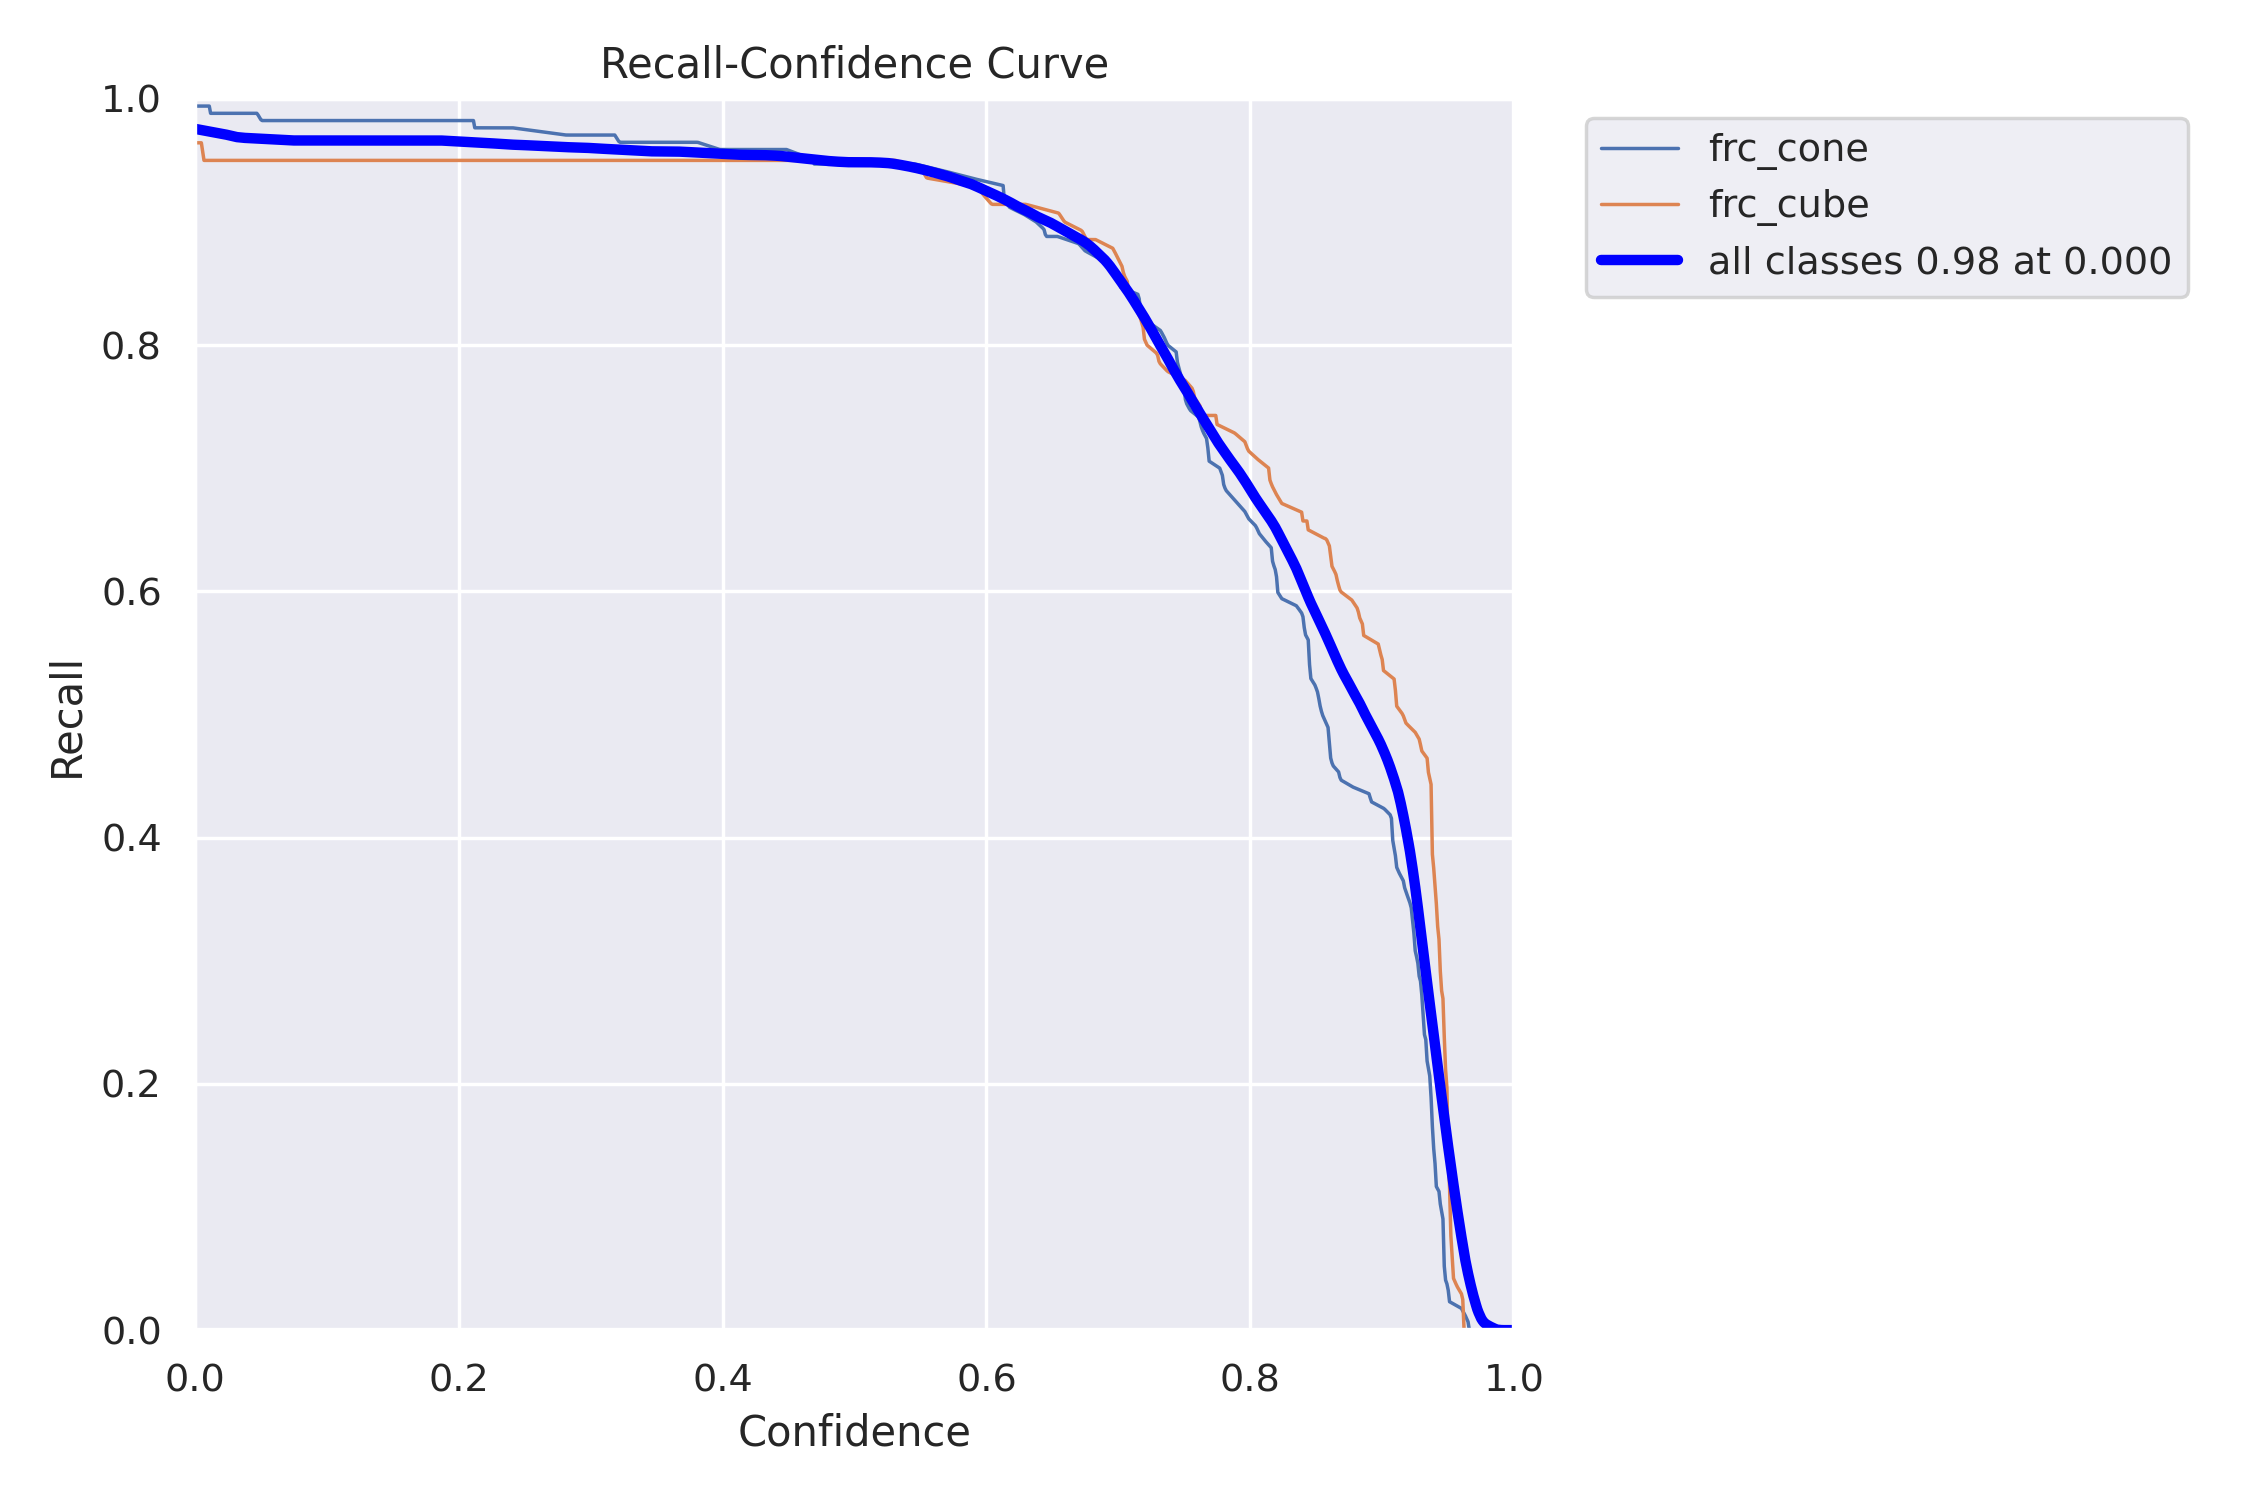 Recall-Confidence Curve
1.0
0.8
0.6
0.4
0.2
0.0
Recall
0.0 0.2 0.4 0.6 0.8 1.0
Confidence
frc_cone
frc_cube
all classes 0.98 at 0.000